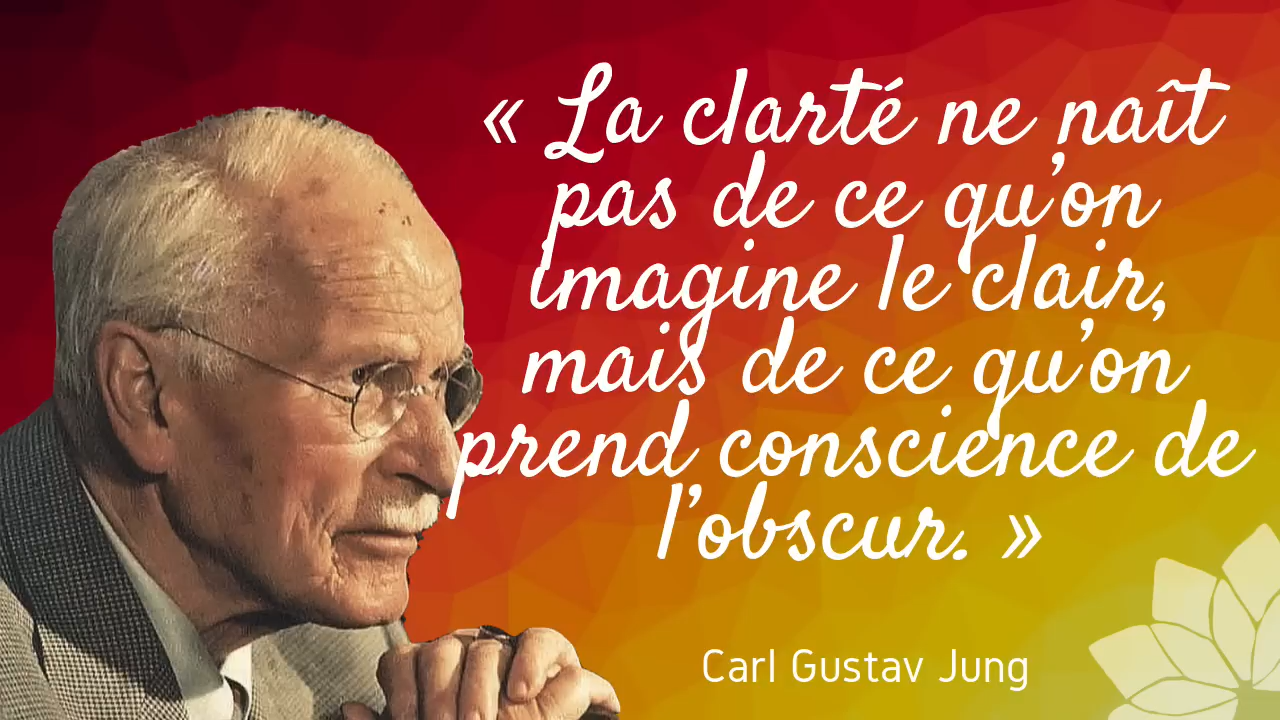 « La clarté ne naît
pas de ce qu'on
imagine le clair,
mais de ce qu'on
prend conscience de
l'obscur. »
Carl Gustav Jung